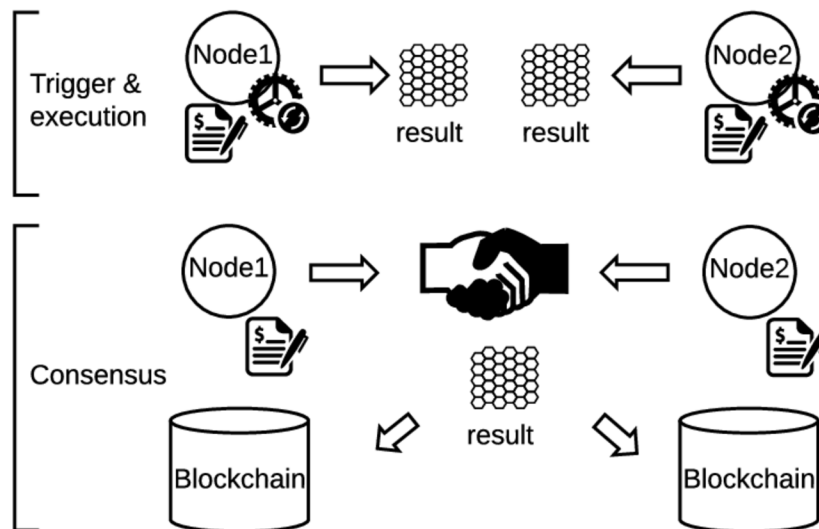 Node1
Node2
Trigger &
execution
$
$
result
result
Node1
Node2
$
$
Consensus
result
Blockchain
Blockchain